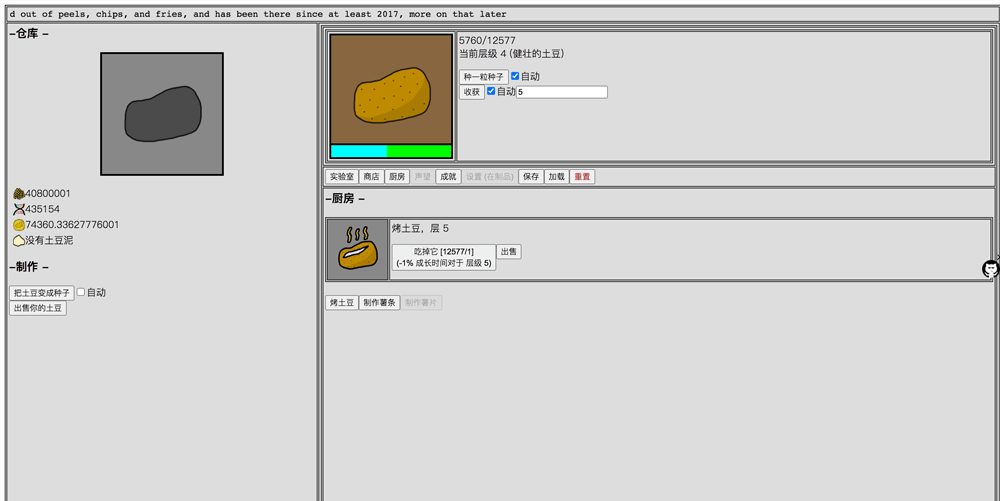 d out of peels, chips, and fries, and has been there since at least 2017, more on that later
–仓库 –
40800001
435154
74360.33627776001
没有土豆泥
–制作 –
把土豆变成种子 自动
出售你的土豆
5760/12577
当前层级 4 (健壮的土豆)
种一粒种子 自动
收获 自动 5
实验室 商店 厨房 声望 成就 设置 (在制品) 保存 加载 重置
–厨房 –
烤土豆，层 5
吃掉它 [12577/1] 出售
(-1% 成长时间对于 层级 5)
烤土豆 制作薯条 制作薯片